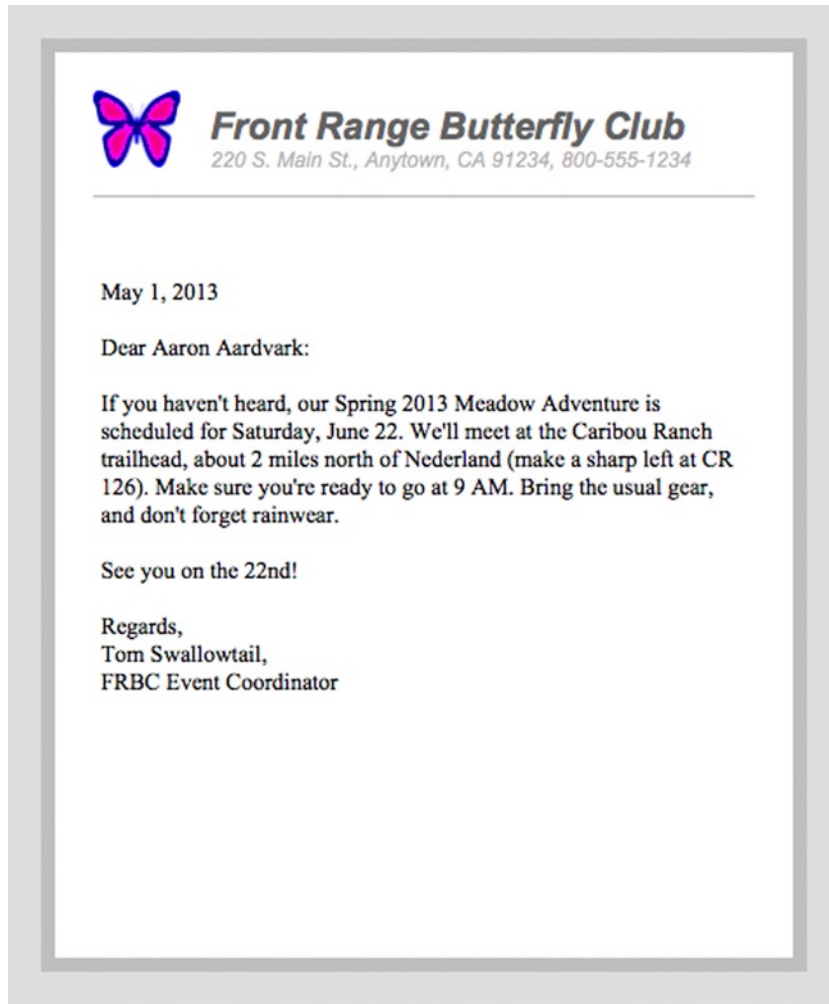 Front Range Butterfly Club
220 S. Main St., Anytown, CA 91234, 800-555-1234
May 1, 2013
Dear Aaron Aardvark:
If you haven't heard, our Spring 2013 Meadow Adventure is
scheduled for Saturday, June 22. We'll meet at the Caribou Ranch
trailhead, about 2 miles north of Nederland (make a sharp left at CR
126). Make sure you're ready to go at 9 AM. Bring the usual gear,
and don't forget rainwear.
See you on the 22nd!
Regards,
Tom Swallowtail,
FRBC Event Coordinator